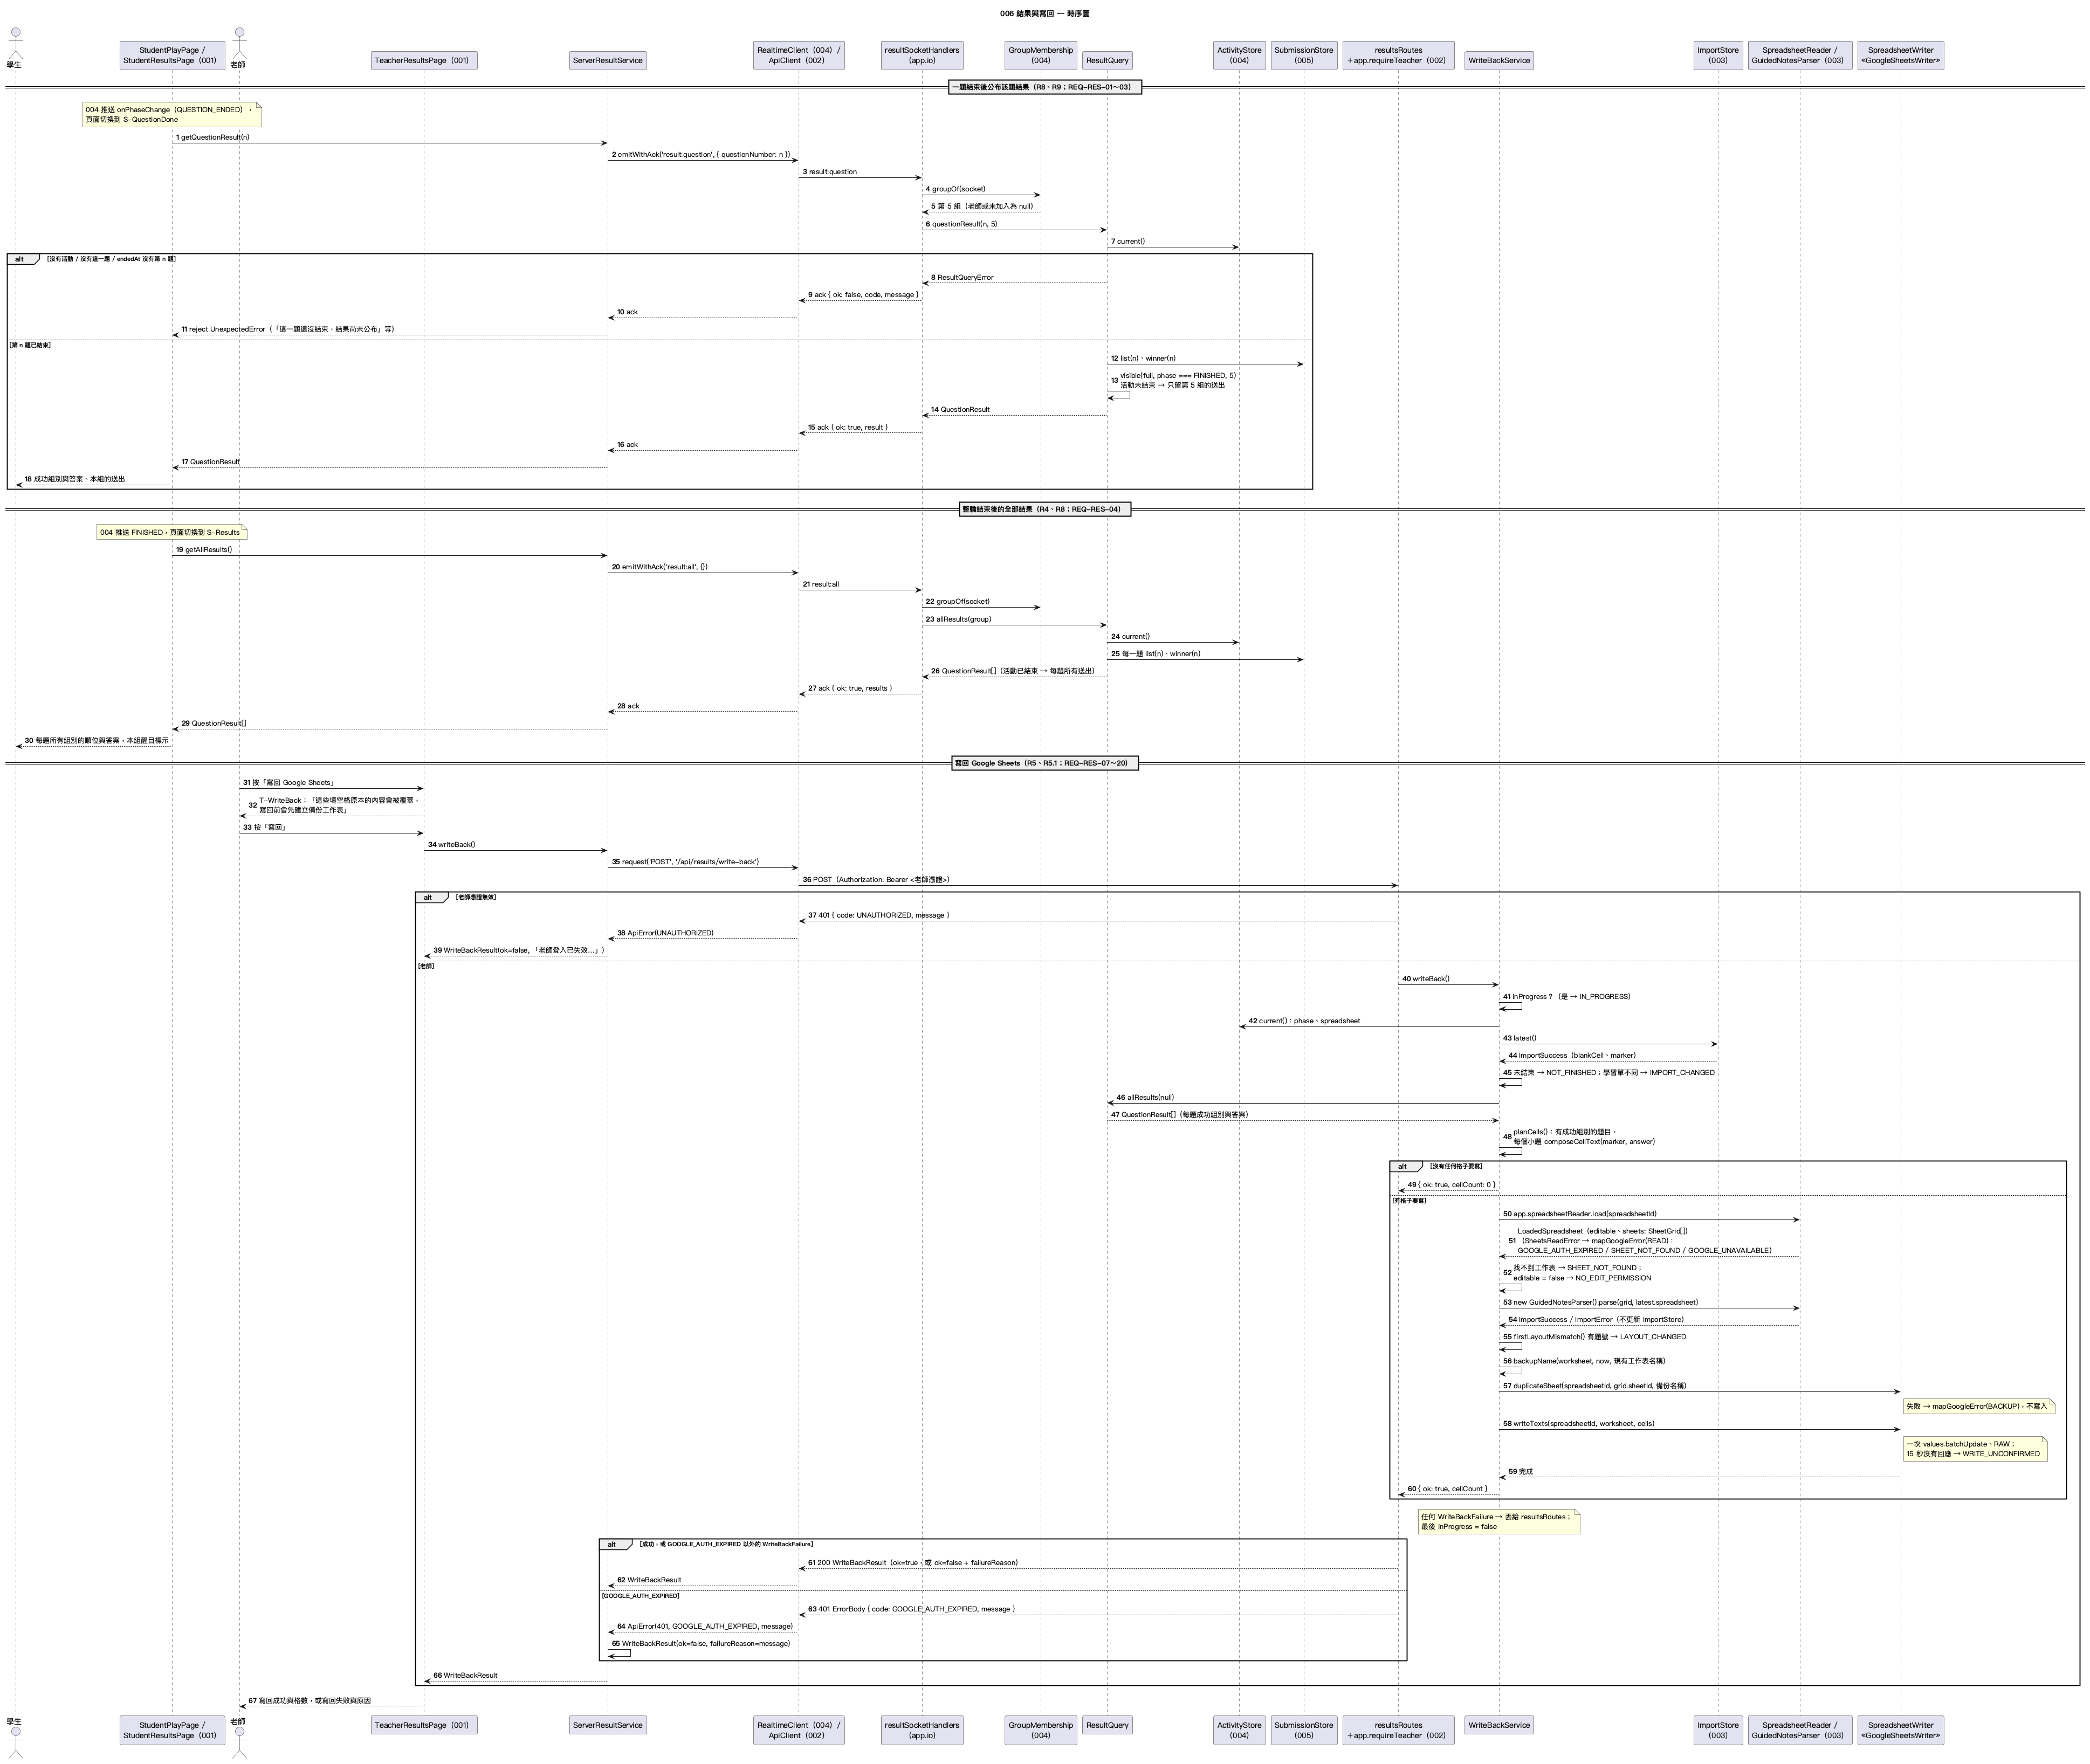 006 結果與寫回 — 時序圖
學生
StudentPlayPage /
StudentResultsPage（001）
老師
TeacherResultsPage（001）
ServerResultService
RealtimeClient（004）/
ApiClient（002）
resultSocketHandlers
(app.io)
GroupMembership
(004)
ResultQuery
ActivityStore
(004)
SubmissionStore
(005)
resultsRoutes
＋app.requireTeacher（002）
WriteBackService
ImportStore
(003)
SpreadsheetReader /
GuidedNotesParser（003）
SpreadsheetWriter
«GoogleSheetsWriter»
一題結束後公布該題結果（R8、R9；REQ-RES-01～03）
004 推送 onPhaseChange（QUESTION_ENDED），
頁面切換到 S-QuestionDone
1 getQuestionResult(n)
2 emitWithAck('result:question', { questionNumber: n })
3 result:question
4 groupOf(socket)
5 第 5 組（老師或未加入為 null）
6 questionResult(n, 5)
7 current()
alt ［沒有活動 / 沒有這一題 / endedAt 沒有第 n 題］
8 ResultQueryError
9 ack { ok: false, code, message }
10 ack
11 reject UnexpectedError（「這一題還沒結束，結果尚未公布」等）
［第 n 題已結束］
12 list(n)、winner(n)
13 visible(full, phase === FINISHED, 5)
活動未結束 → 只留第 5 組的送出
14 QuestionResult
15 ack { ok: true, result }
16 ack
17 QuestionResult
18 成功組別與答案、本組的送出
整輪結束後的全部結果（R4、R8；REQ-RES-04）
004 推送 FINISHED，頁面切換到 S-Results
19 getAllResults()
20 emitWithAck('result:all', {})
21 result:all
22 groupOf(socket)
23 allResults(group)
24 current()
25 每一題 list(n)、winner(n)
26 QuestionResult[]（活動已結束 → 每題所有送出）
27 ack { ok: true, results }
28 ack
29 QuestionResult[]
30 每題所有組別的順位與答案，本組醒目標示
寫回 Google Sheets（R5、R5.1；REQ-RES-07～20）
31 按「寫回 Google Sheets」
32 T-WriteBack：「這些填空格原本的內容會被覆蓋，
寫回前會先建立備份工作表」
33 按「寫回」
34 writeBack()
35 request('POST', '/api/results/write-back')
36 POST（Authorization: Bearer <老師憑證>）
alt ［老師憑證無效］
37 401 { code: UNAUTHORIZED, message }
38 ApiError(UNAUTHORIZED)
39 WriteBackResult(ok=false, 「老師登入已失效…」)
［老師］
40 writeBack()
41 inProgress？（是 → IN_PROGRESS）
42 current()：phase、spreadsheet
43 latest()
44 ImportSuccess（blankCell、marker）
45 未結束 → NOT_FINISHED；學習單不同 → IMPORT_CHANGED
46 allResults(null)
47 QuestionResult[]（每題成功組別與答案）
48 planCells()：有成功組別的題目，
每個小題 composeCellText(marker, answer)
alt ［沒有任何格子要寫］
49 { ok: true, cellCount: 0 }
［有格子要寫］
50 app.spreadsheetReader.load(spreadsheetId)
51 LoadedSpreadsheet（editable、sheets: SheetGrid[]）
（SheetsReadError → mapGoogleError(READ)：
GOOGLE_AUTH_EXPIRED / SHEET_NOT_FOUND / GOOGLE_UNAVAILABLE）
52 找不到工作表 → SHEET_NOT_FOUND；
editable = false → NO_EDIT_PERMISSION
53 new GuidedNotesParser().parse(grid, latest.spreadsheet)
54 ImportSuccess / ImportError（不更新 ImportStore）
55 firstLayoutMismatch() 有題號 → LAYOUT_CHANGED
56 backupName(worksheet, now, 現有工作表名稱)
57 duplicateSheet(spreadsheetId, grid.sheetId, 備份名稱)
失敗 → mapGoogleError(BACKUP)，不寫入
58 writeTexts(spreadsheetId, worksheet, cells)
一次 values.batchUpdate、RAW；
15 秒沒有回應 → WRITE_UNCONFIRMED
59 完成
60 { ok: true, cellCount }
任何 WriteBackFailure → 丟給 resultsRoutes；
最後 inProgress = false
alt ［成功，或 GOOGLE_AUTH_EXPIRED 以外的 WriteBackFailure］
61 200 WriteBackResult（ok=true，或 ok=false + failureReason）
62 WriteBackResult
［GOOGLE_AUTH_EXPIRED］
63 401 ErrorBody { code: GOOGLE_AUTH_EXPIRED, message }
64 ApiError(401, GOOGLE_AUTH_EXPIRED, message)
65 WriteBackResult(ok=false, failureReason=message)
66 WriteBackResult
67 寫回成功與格數，或寫回失敗與原因
學生
StudentPlayPage /
StudentResultsPage（001）
老師
TeacherResultsPage（001）
ServerResultService
RealtimeClient（004）/
ApiClient（002）
resultSocketHandlers
(app.io)
GroupMembership
(004)
ResultQuery
ActivityStore
(004)
SubmissionStore
(005)
resultsRoutes
＋app.requireTeacher（002）
WriteBackService
ImportStore
(003)
SpreadsheetReader /
GuidedNotesParser（003）
SpreadsheetWriter
«GoogleSheetsWriter»